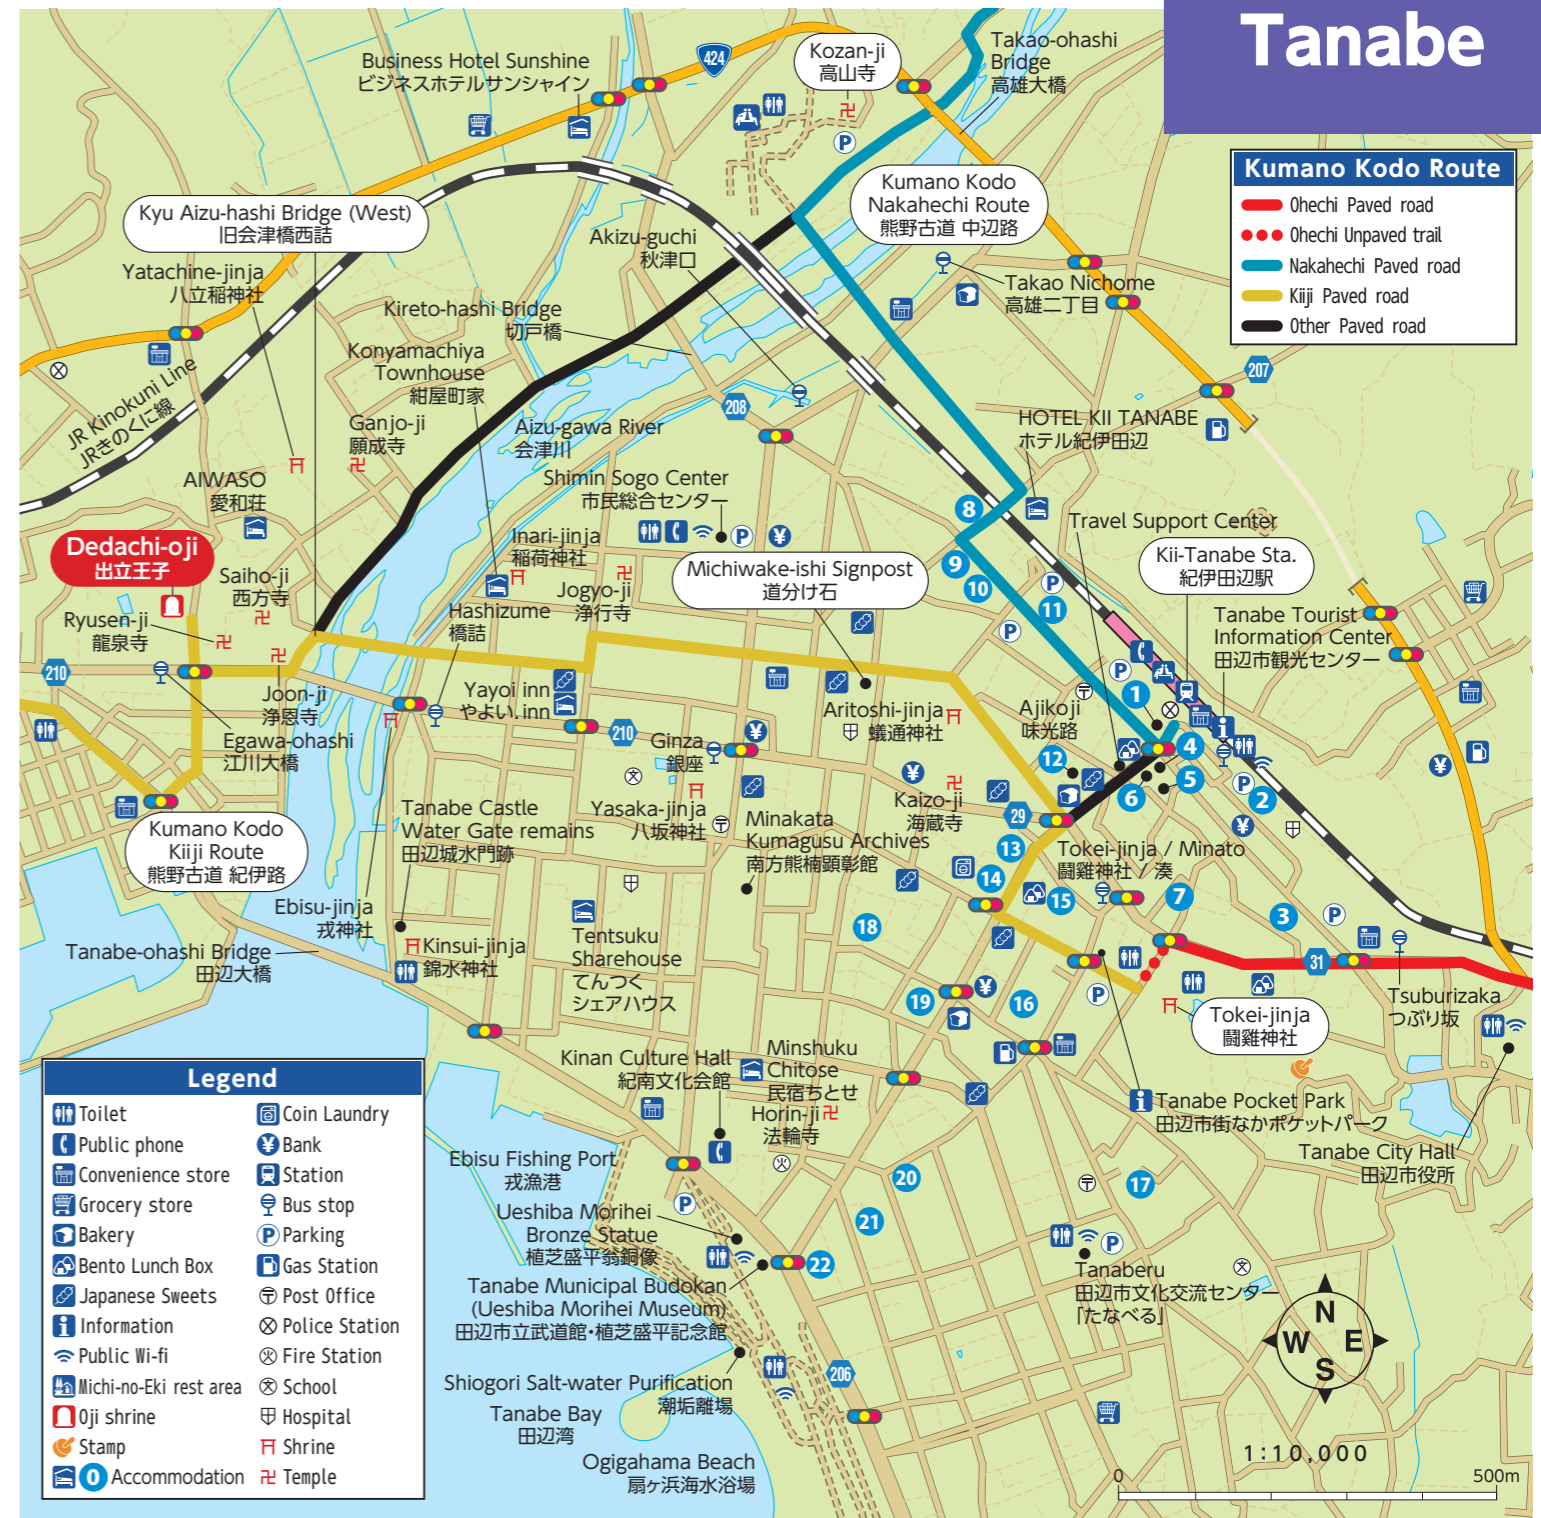 Tanabe
Kumano Kodo Route
Ohechi Paved road
Ohechi Unpaved trail
Nakahechi Paved road
Kiiji Paved road
Other Paved road
424
Business Hotel Sunshine
ビジネスホテルサンシャイン
Kozan-ji
高山寺
Takao-ohashi
Bridge
高雄大橋
P
Kyu Aizu-hashi Bridge (West)
旧会津橋西詰
Kumano Kodo
Nakahechi Route
熊野古道 中辺路
Akizu-guchi
秋津口
Yatachine-jinja
八立稲神社
Takao Nichome
高雄二丁目
Kireto-hashi Bridge
切戸橋
Konyamachiya
Townhouse
紺屋町家
JR Kinokuni Line
JRきのくに線
207
208
Ganjo-ji
願成寺
Aizu-gawa River
会津川
HOTEL KII TANABE
ホテル紀伊田辺
Shimin Sogo Center
市民総合センター
AIWASO
愛和荘
P
8
Travel Support Center
Dedachi-oji
出立王子
Inari-jinja
稲荷神社
Kii-Tanabe Sta.
紀伊田辺駅
Michiwake-ishi Signpost
道分け石
Saiho-ji
西方寺
Jogyo-ji
浄行寺
9
10
P
11
Ryusen-ji
龍泉寺
Hashizume
橋詰
Tanabe Tourist
Information Center
田辺市観光センター
P
210
P
Joon-ji
浄恩寺
Yayoi inn
やよい.inn
1
Aritoshi-jinja
蟻通神社
Ajikoji
味光路
Egawa-ohashi
江川大橋
210
Ginza
銀座
4
12
5
P
2
6
Kumano Kodo
Kiiji Route
熊野古道 紀伊路
Tanabe Castle
Water Gate remains
田辺城水門跡
Yasaka-jinja
八坂神社
Minakata
Kumagusu Archives
南方熊楠顕彰館
Kaizo-ji
海蔵寺
29
13
Tokei-jinja / Minato
闘雞神社 / 湊
14
15
7
3
P
Ebisu-jinja
戎神社
18
Tanabe-ohashi Bridge
田辺大橋
Kinsui-jinja
錦水神社
Tentsuku
Sharehouse
てんつく
シェアハウス
31
19
16
P
Tsuburizaka
つぶり坂
Tokei-jinja
闘雞神社
Kinan Culture Hall
紀南文化会館
Minshuku
Chitose
民宿ちとせ
Horin-ji
法輪寺
Tanabe Pocket Park
田辺市街なかポケットパーク
Tanabe City Hall
田辺市役所
Ebisu Fishing Port
戎漁港
20
17
P
Ueshiba Morihei
Bronze Statue
植芝盛平翁銅像
21
22
P
Tanabe Municipal Budokan
(Ueshiba Morihei Museum)
田辺市立武道館・植芝盛平記念館
Tanaberu
田辺市文化交流センター
「たなべる」
206
Shiogori Salt-water Purification
潮垢離場
Tanabe Bay
田辺湾
Ogigahama Beach
扇ヶ浜海水浴場
N
W E
S
1:10,000
0 500m
Legend
Toilet
Public phone
Convenience store
Grocery store
Bakery
Bento Lunch Box
Japanese Sweets
Information
Public Wi-fi
Michi-no-Eki rest area
Oji shrine
Stamp
0 Accommodation
Coin Laundry
Bank
Station
Bus stop
Parking
Gas Station
Post Office
Police Station
Fire Station
School
Hospital
Shrine
Temple